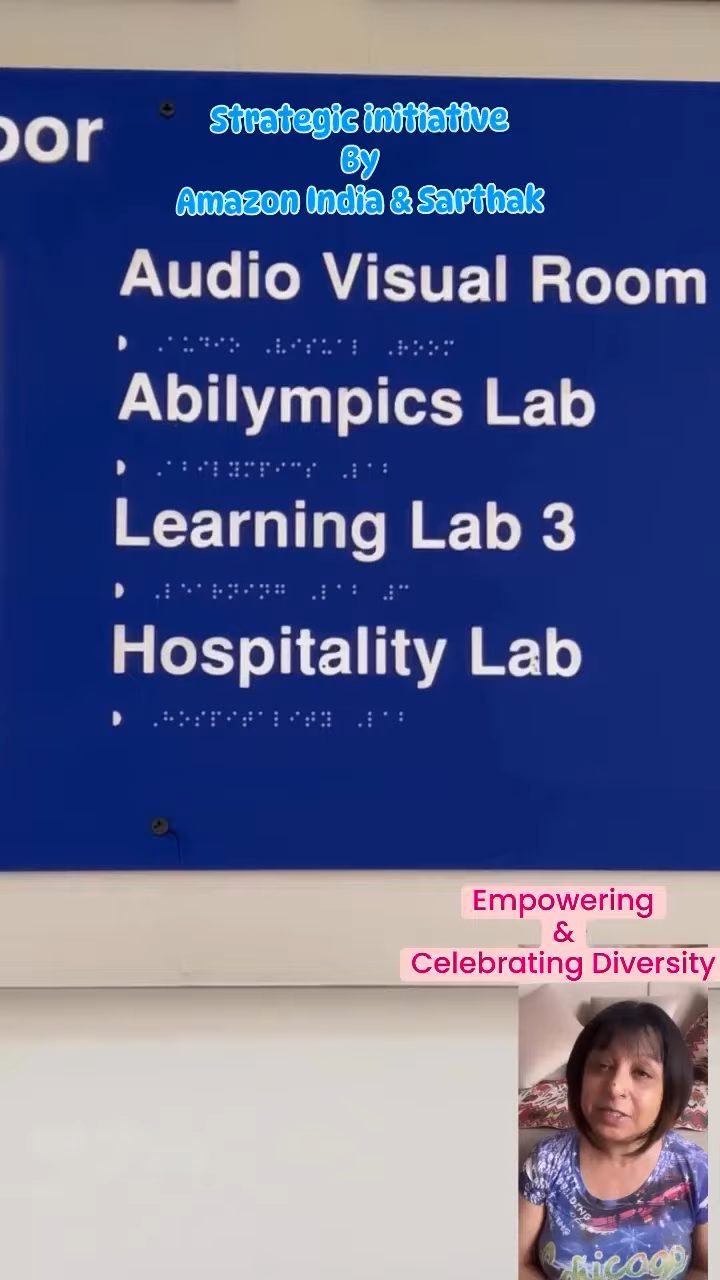 oor
Strategic initiative
By
Amazon India & Sarthak
Audio Visual Room
Abilympics Lab
Learning Lab 3
Hospitality Lab
Empowering
&
Celebrating Diversity